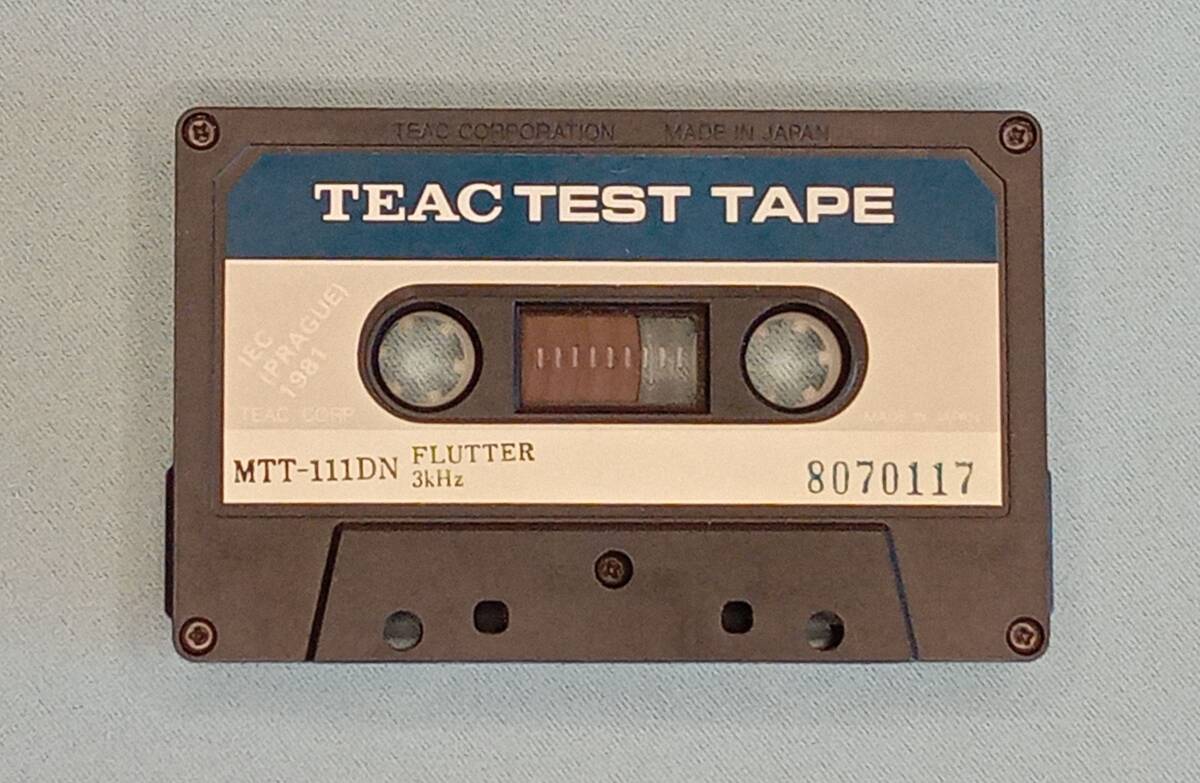 TEAC CORPORATION MADE IN JAPAN
TEAC TEST TAPE
IEC
(PRAGUE)
1981
TEAC CORP. MADE IN JAPAN
MTT-111DN FLUTTER
3kHz
8070117